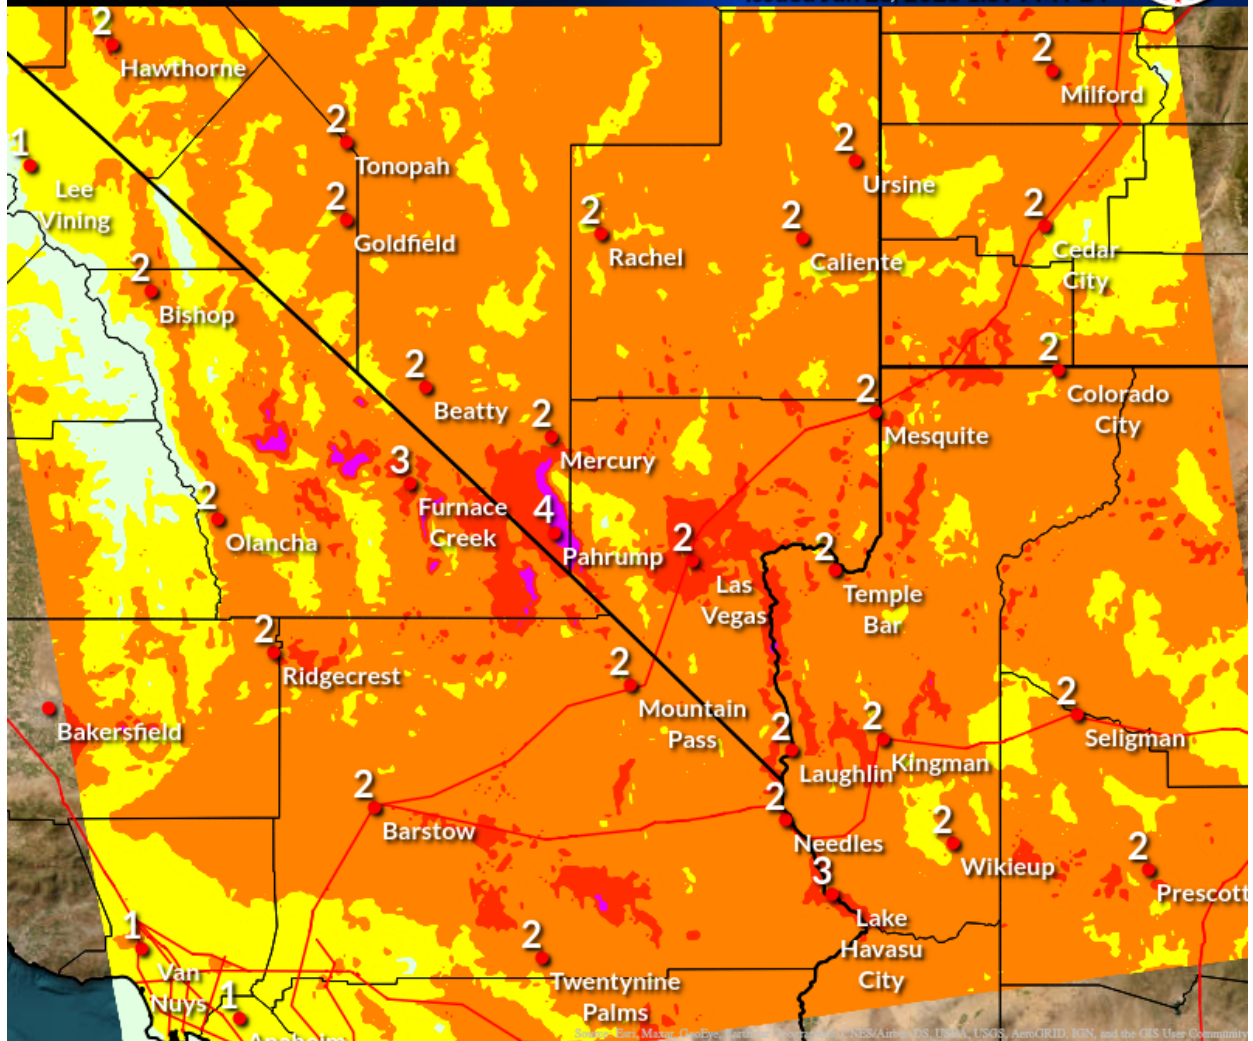 2
Hawthorne
2
Milford
1
Lee
Vining
2
Tonopah
2
Ursine
2
Goldfield
2
Rachel
2
Caliente
2
Cedar
City
2
Bishop
2
Beatty
2
Colorado
City
2
Mesquite
2
Mercury
3
Furnace
Creek
4
Pahrump
2
Olancha
2
Las
Vegas
2
Temple
Bar
2
Ridgecrest
2
Mountain
Pass
Bakersfield
2
Seligman
2
Laughlin
2
Kingman
2
Barstow
2
Needles
2
Wikieup
2
Prescott
3
Lake
Havasu
City
1
Van
Nuys
2
Twentynine
Palms
1
Anaheim